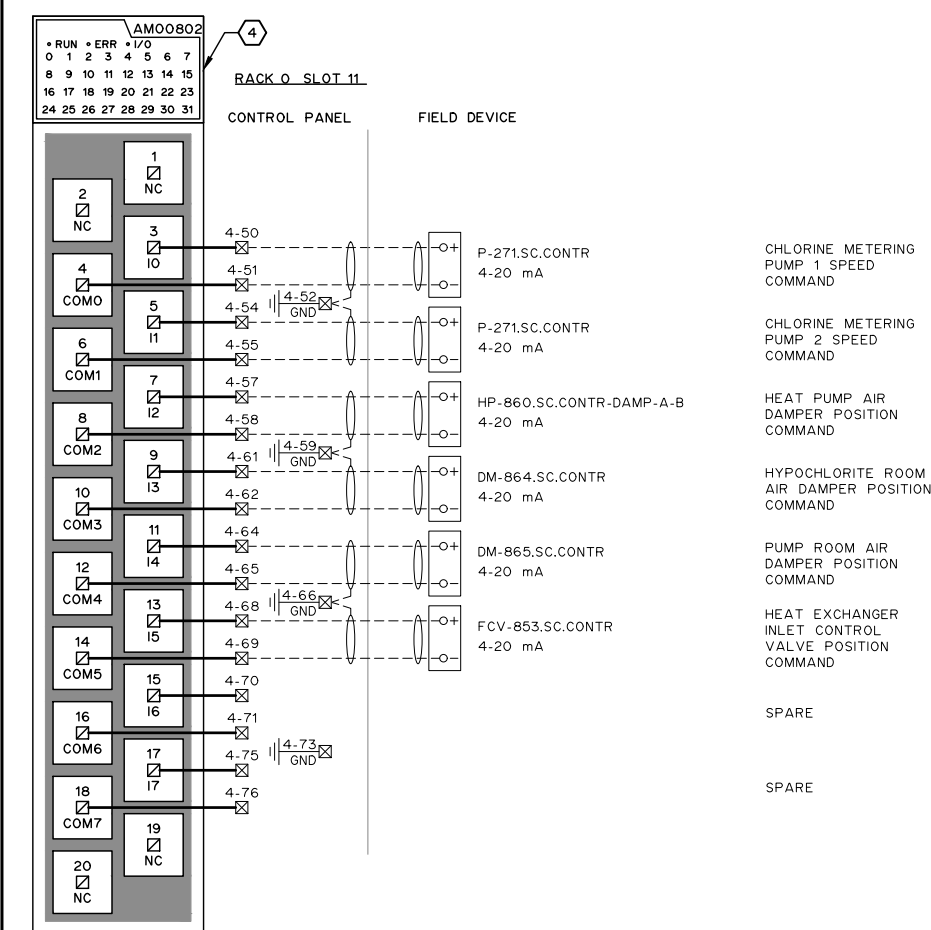 AMO0802
4
RUN ERR I/O
0 1 2 3 4 5 6 7
8 9 10 11 12 13 14 15
16 17 18 19 20 21 22 23
24 25 26 27 28 29 30 31
RACK 0 SLOT 11
CONTROL PANEL
FIELD DEVICE
1
NC
2
NC
3
I0
4
COM0
5
I1
6
COM1
7
I2
8
COM2
9
I3
10
COM3
11
I4
12
COM4
13
I5
14
COM5
15
I6
16
COM6
17
I7
18
COM7
19
NC
20
NC
4-50
4-51
4-52
GND
4-54
4-55
4-57
4-58
4-59
GND
4-61
4-62
4-64
4-65
4-66
GND
4-68
4-69
4-70
4-71
4-73
GND
4-75
4-76
+
-
P-271.SC.CONTR
4-20 mA
CHLORINE METERING
PUMP 1 SPEED
COMMAND
+
-
P-271.SC.CONTR
4-20 mA
CHLORINE METERING
PUMP 2 SPEED
COMMAND
+
-
HP-860.SC.CONTR-DAMP-A-B
4-20 mA
HEAT PUMP AIR
DAMPER POSITION
COMMAND
+
-
DM-864.SC.CONTR
4-20 mA
HYPOCHLORITE ROOM
AIR DAMPER POSITION
COMMAND
+
-
DM-865.SC.CONTR
4-20 mA
PUMP ROOM AIR
DAMPER POSITION
COMMAND
+
-
FCV-853.SC.CONTR
4-20 mA
HEAT EXCHANGER
INLET CONTROL
VALVE POSITION
COMMAND
SPARE
SPARE